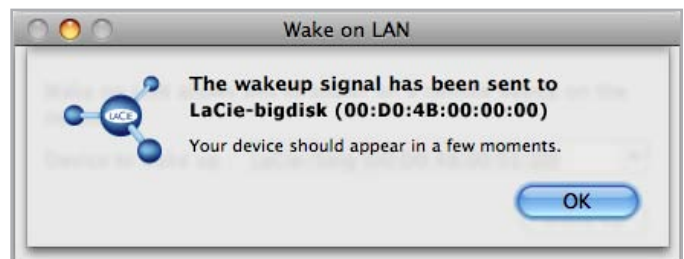 Wake on LAN
The wakeup signal has been sent to
LaCie-bigdisk (00:D0:4B:00:00:00)
LACIE
Your device should appear in a few moments.
OK